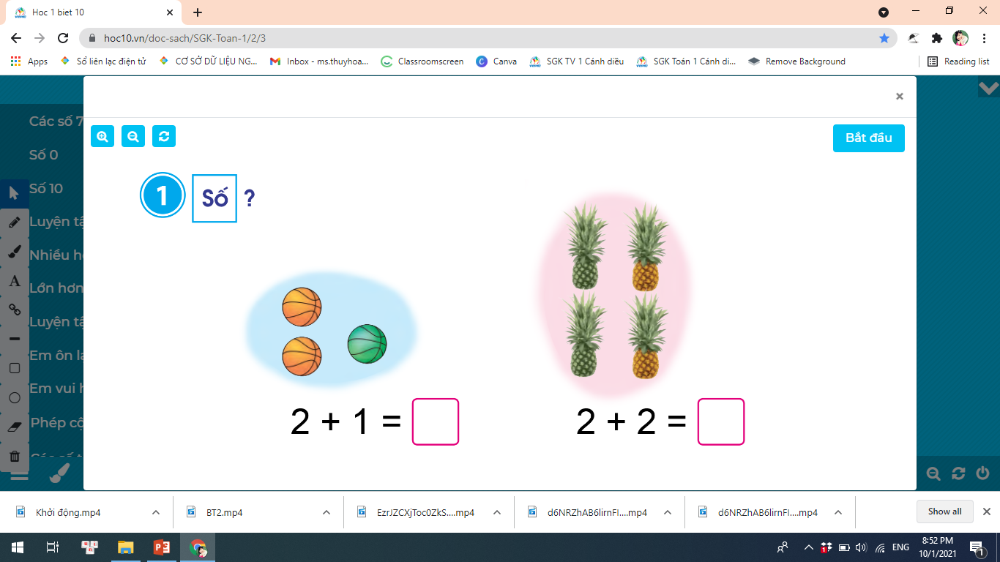 Hoc 1 biet 10
hoc10.vn/doc-sach/SGK-Toan-1/2/3
Apps
Sổ liên lạc điện tử
CƠ SỞ DỮ LIỆU NG...
Inbox - ms.thuyhoa...
Classroomscreen
Canva
SGK TV 1 Cánh diều
SGK Toán 1 Cánh di...
Remove Background
Reading list
Bắt đầu
Các số 7
Số 0
Số 10
Luyện tậ
Nhiều h
Lớn hơn
Luyện tậ
Em ôn l
Em vui h
Phép cộ
A
1 Số ?
2 + 1 =
2 + 2 =
Khởi động.mp4
BT2.mp4
EzrJZCXjToc0ZkS....mp4
d6NRZhAB6lirnFI....mp4
d6NRZhAB6lirnFI....mp4
Show all
ENG
8:52 PM
10/1/2021